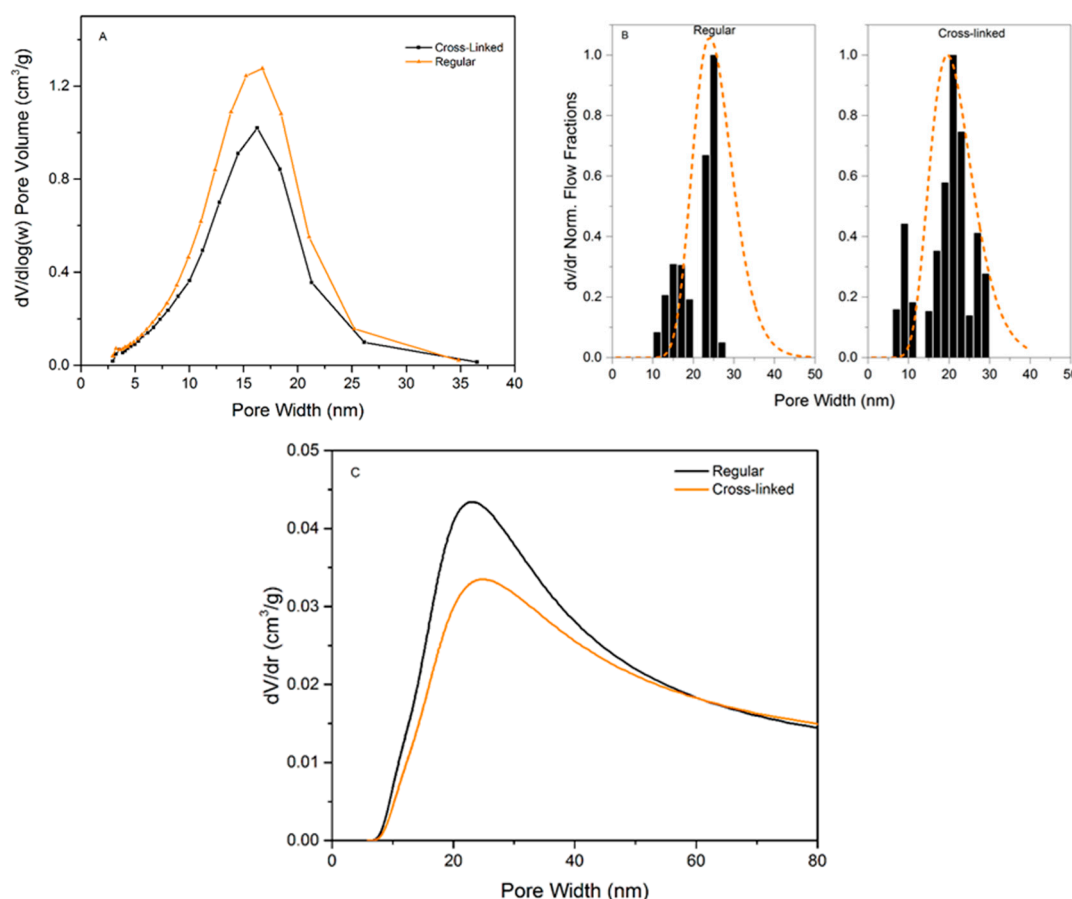 A
Cross-Linked
Regular
dV/dlog(w) Pore Volume (cm³/g)
1.2
0.8
0.4
0.0
0 5 10 15 20 25 30 35 40
Pore Width (nm)
B
Regular
Cross-linked
dv/dr Norm. Flow Fractions
1.0
0.8
0.6
0.4
0.2
0.0
0 10 20 30 40 50
1.0
0.8
0.6
0.4
0.2
0.0
0 10 20 30 40 50
Pore Width (nm)
C
Regular
Cross-linked
dV/dr (cm³/g)
0.05
0.04
0.03
0.02
0.01
0.00
0 20 40 60 80
Pore Width (nm)